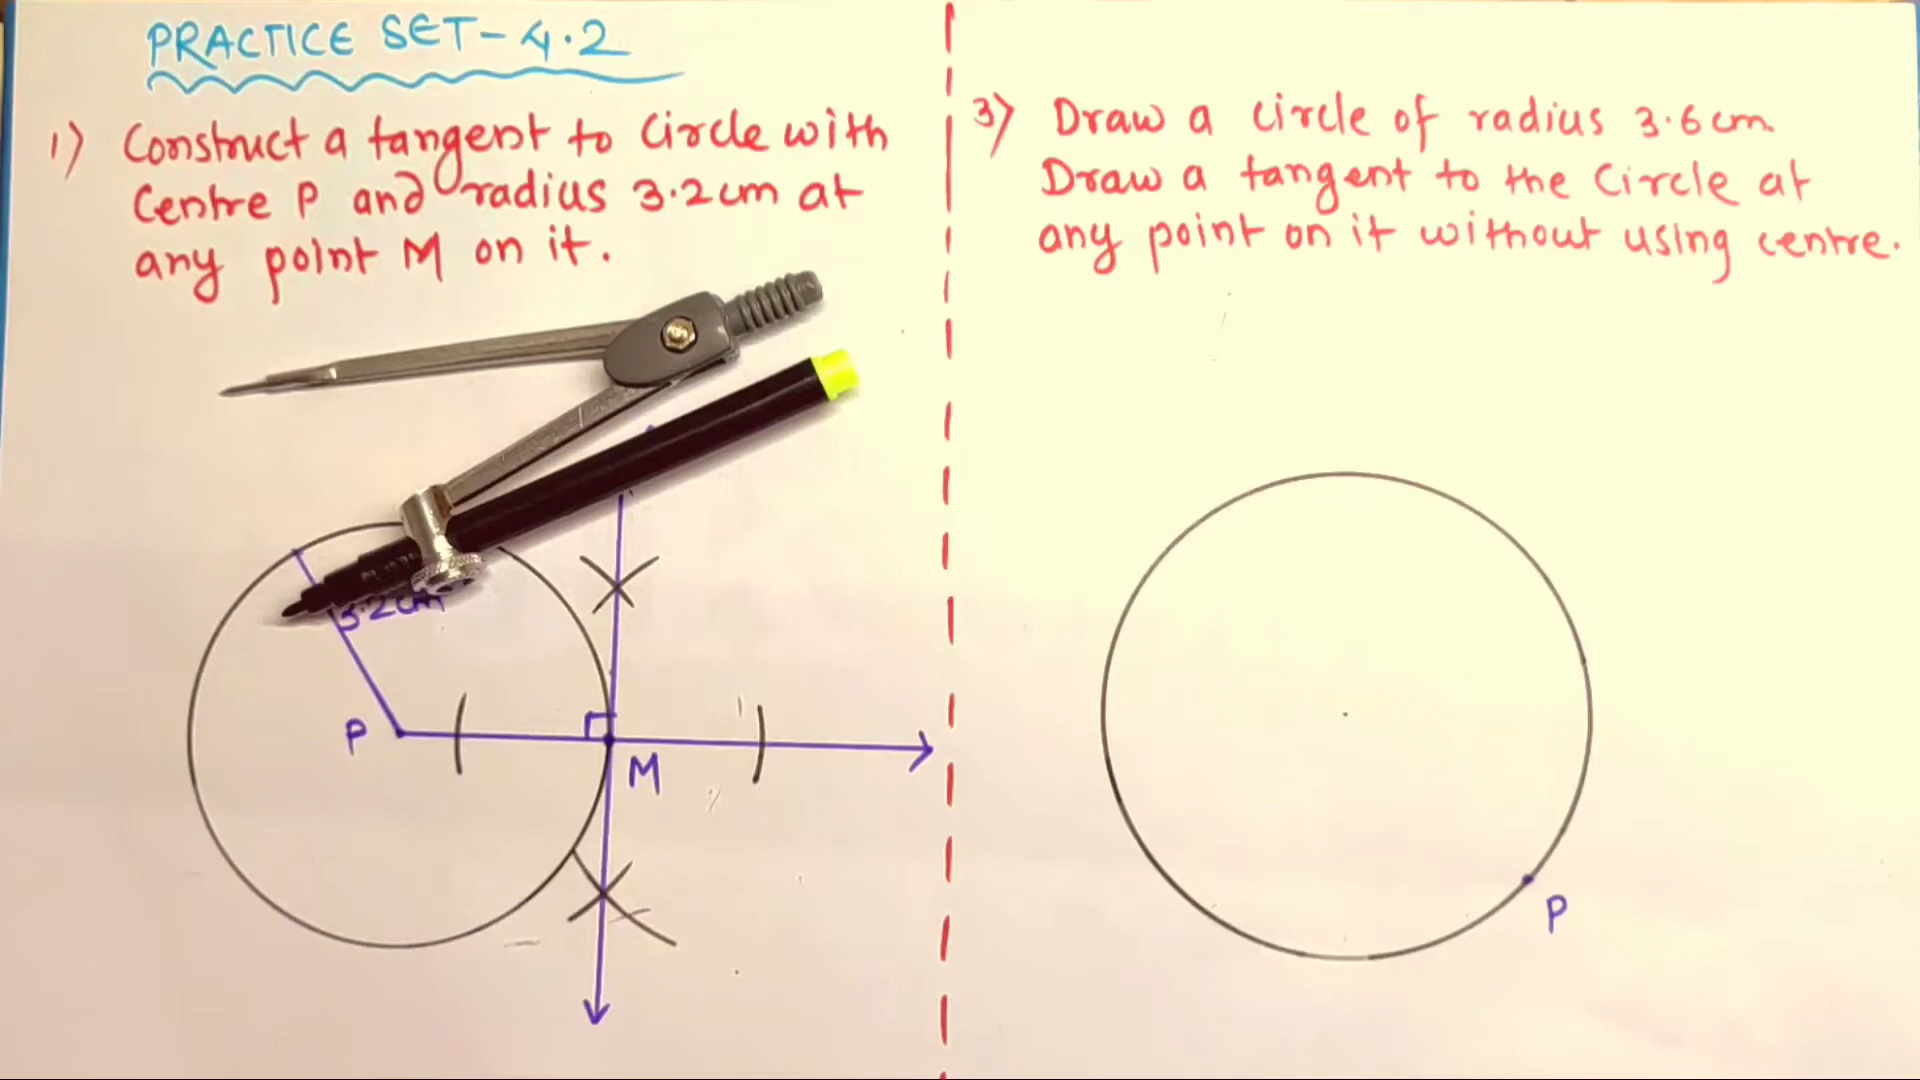 PRACTICE SET-4.2
1) Construct a tangent to Circle with
Centre P and radius 3.2cm at
any point M on it.
3.2cm
P
M
3) Draw a circle of radius 3.6cm.
Draw a tangent to the Circle at
any point on it without using centre.
P